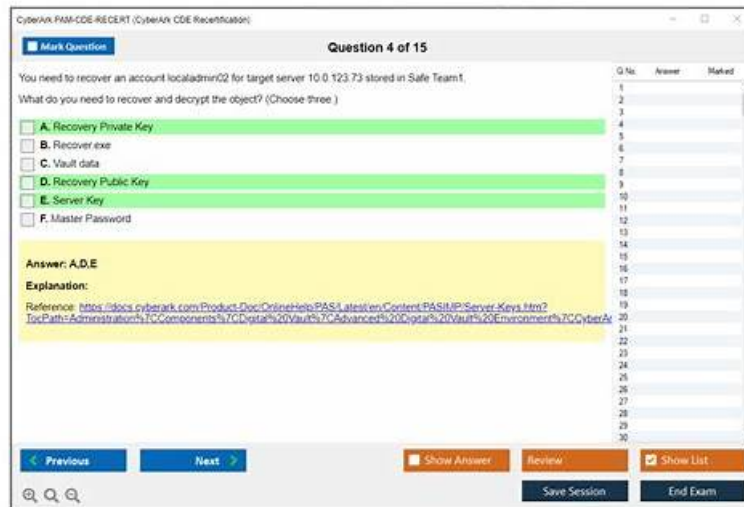 CyberArk PAM-CDE-RECERT (CyberArk CDE Recertification)
Mark Question
Question 4 of 15
You need to recover an account localadmin02 for target server 10.0.123.73 stored in Safe Team1.
What do you need to recover and decrypt the object? (Choose three.)
A. Recovery Private Key
B. Recover.exe
C. Vault data
D. Recovery Public Key
E. Server Key
F. Master Password
Answer: A,D,E
Explanation:
Reference: https://docs.cyberark.com/Product-Doc/OnlineHelp/PAS/Latest/en/Content/PASIMP/Server-Keys.htm?
TocPath=Administration%7CComponents%7CDigital%20Vault%7CAdvanced%20Digital%20Vault%20Environment%7CCyberAr
Q No. Answer Marked
1
2
3
4
5
6
7
8
9
10
11
12
13
14
15
16
17
18
19
20
21
22
23
24
25
26
27
28
29
30
Previous
Next
Show Answer
Review
Show List
Save Session
End Exam